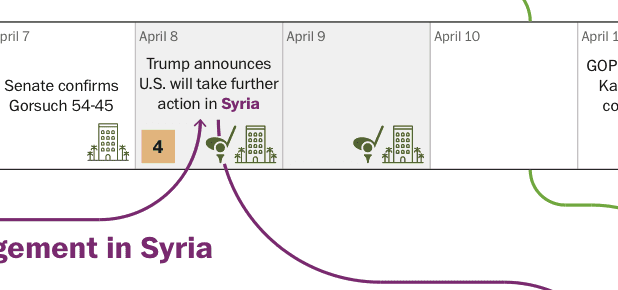 pril 7
Senate confirms
Gorsuch 54-45
April 8
Trump announces
U.S. will take further
action in Syria
4
April 9
April 10
April 1
GOP
Ka
co
gement in Syria